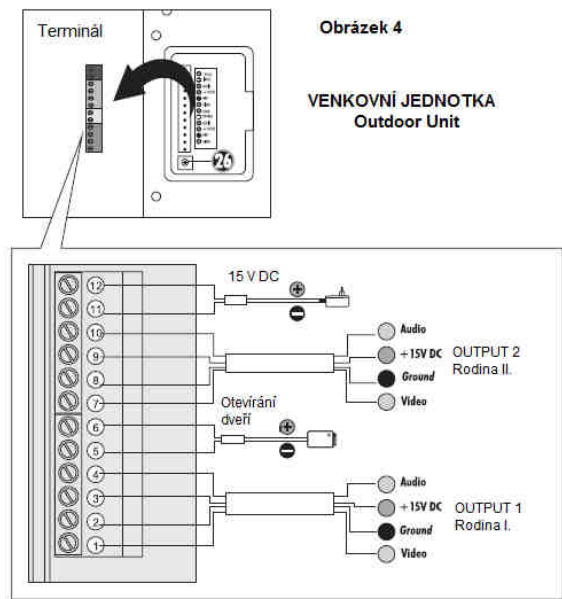 Obrázek 4
Terminál
VENKOVNÍ JEDNOTKA
Outdoor Unit
26
15 V DC
12
11
10
9
8
7
6
5
4
3
2
1
Audio
+15V DC
Ground
Video
OUTPUT 2
Rodina II.
Otevírání
dveří
Audio
+15V DC
Ground
Video
OUTPUT 1
Rodina I.